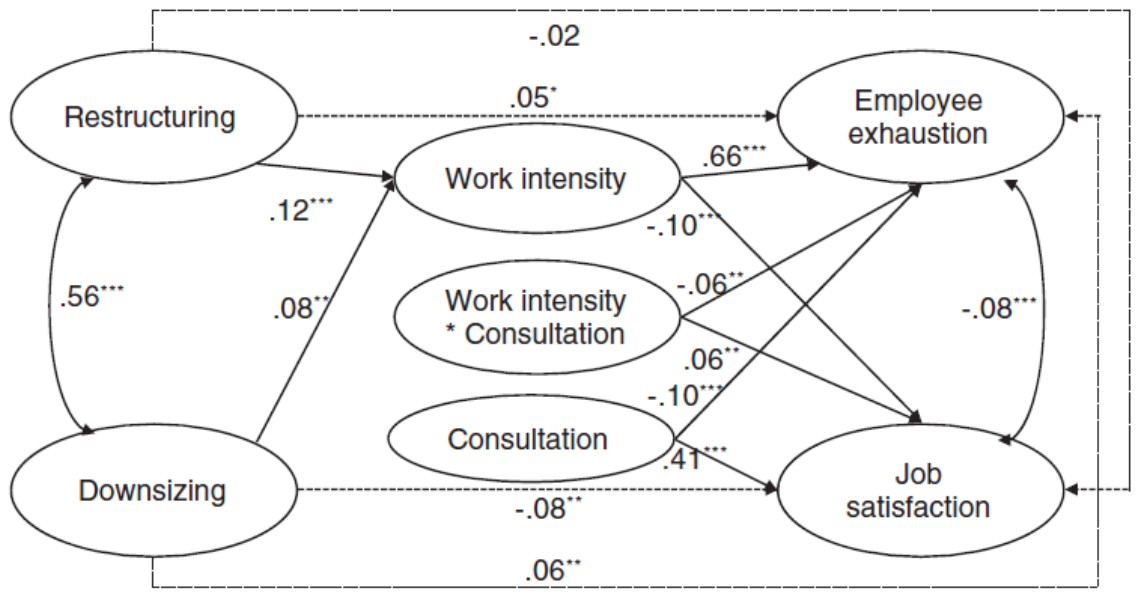 -.02
Restructuring
.05*
Employee
exhaustion
Work intensity
.66***
.12***
-.10***
.56***
.08**
Work intensity
* Consultation
-.06**
-.08***
.06**
-.10***
Consultation
.41***
Downsizing
Job
satisfaction
-.08**
.06**